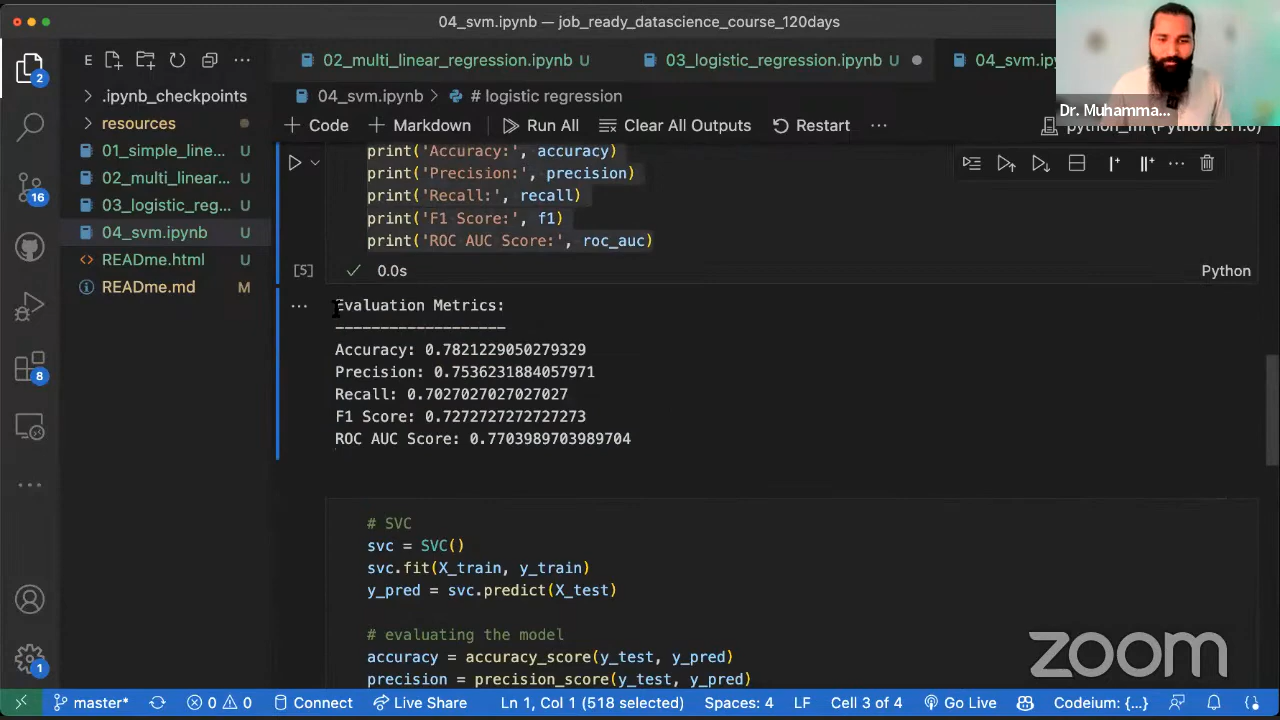 04_svm.ipynb — job_ready_datascience_course_120days
E
02_multi_linear_regression.ipynb U
03_logistic_regression.ipynb U
Dr. Muhamma...
2
.ipynb_checkpoints
04_svm.ipynb > # logistic regression
resources
+ Code
+ Markdown
Run All
Clear All Outputs
Restart
...
01_simple_line... U
02_multi_linear... U
03_logistic_reg... U
04_svm.ipynb U
READme.html U
READme.md M
16
8
1
print('Accuracy:', accuracy)
print('Precision:', precision)
print('Recall:', recall)
print('F1 Score:', f1)
print('ROC AUC Score:', roc_auc)
[5]
0.0s
Python
Evaluation Metrics:
-------------------
Accuracy: 0.7821229050279329
Precision: 0.7536231884057971
Recall: 0.7027027027027027
F1 Score: 0.7272727272727273
ROC AUC Score: 0.7703989703989704
# SVC
svc = SVC()
svc.fit(X_train, y_train)
y_pred = svc.predict(X_test)
# evaluating the model
accuracy = accuracy_score(y_test, y_pred)
precision = precision_score(y_test, y_pred)
zoom
master*
0
0
Connect
Live Share
Ln 1, Col 1 (518 selected)
Spaces: 4
LF
Cell 3 of 4
Go Live
Codeium: {...}